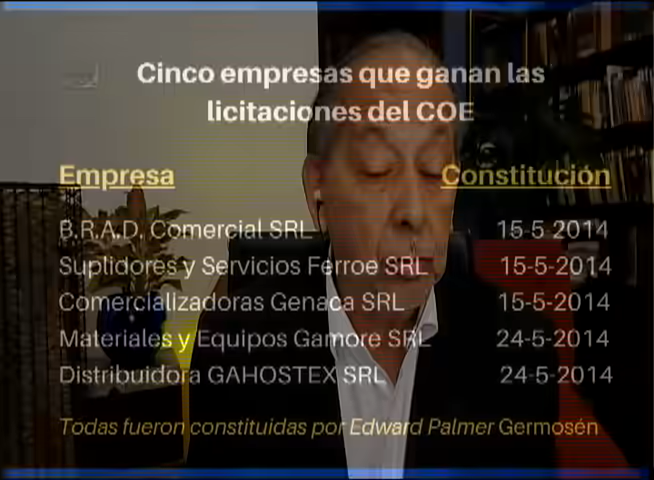 Cinco empresas que ganan las
licitaciones del COE
Empresa Constitución
B.R.A.D. Comercial SRL 15-5-2014
Suplidores y Servicios Ferroe SRL 15-5-2014
Comercializadoras Genaca SRL 15-5-2014
Materiales y Equipos Gamore SRL 24-5-2014
Distribuidora GAHOSTEX SRL 24-5-2014
Todas fueron constituidas por Edward Palmer Germosén